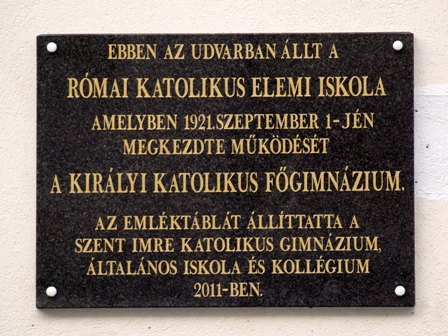 EBBEN AZ UDVARBAN ÁLLT A
RÓMAI KATOLIKUS ELEMI ISKOLA
AMELYBEN 1921.SZEPTEMBER 1-JÉN
MEGKEZDTE MŰKÖDÉSÉT
A KIRÁLYI KATOLIKUS FŐGIMNÁZIUM.
AZ EMLÉKTÁBLÁT ÁLLÍTTATTA A
SZENT IMRE KATOLIKUS GIMNÁZIUM,
ÁLTALÁNOS ISKOLA ÉS KOLLÉGIUM
2011-BEN.